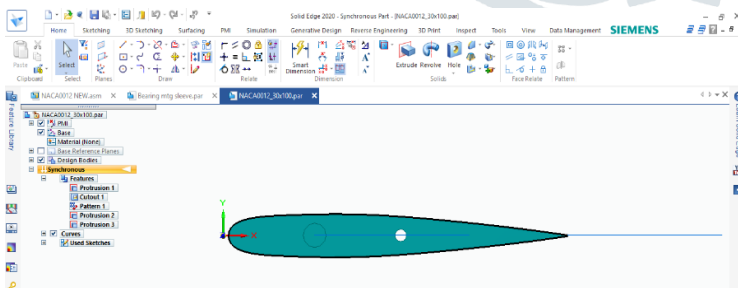 Solid Edge 2020 - Synchronous Part - [NACA0012_30x100.par]
Home Sketching 3D Sketching Surfacing PMI Simulation Generative Design Reverse Engineering 3D Print Inspect Tools View Data Management SIEMENS
Paste Select Smart Dimension Extrude Revolve Hole
Clipboard Select Planes Draw Relate Dimension Solids Face Relate Pattern
NACA0012 NEW.asm Bearing mtg sleeve.par NACA0012_30x100.par
Feature Library
NACA0012_30x100.par
PMI
Base
Material (None)
Base Reference Planes
Design Bodies
Synchronous
Features
Protrusion 1
Cutout 1
Pattern 1
Protrusion 2
Protrusion 3
Curves
Used Sketches
Y
X